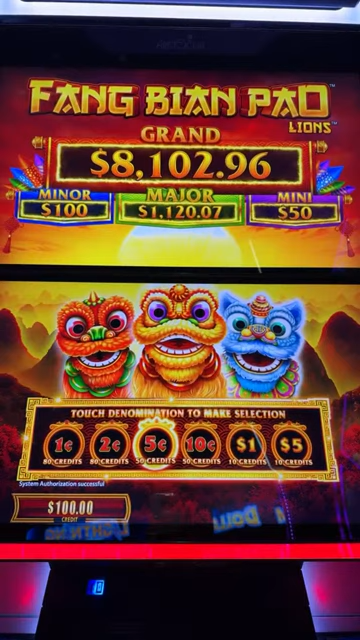 FANG BIAN PAO™
LIONS™
GRAND
$8,102.96
MINOR
$100
MAJOR
$1,120.07
MINI
$50
TOUCH DENOMINATION TO MAKE SELECTION
1¢ 2¢ 5¢ 10¢ $1 $5
80 CREDITS 80 CREDITS 50 CREDITS 50 CREDITS 10 CREDITS 10 CREDITS
System Authorization successful
$100.00
CREDIT